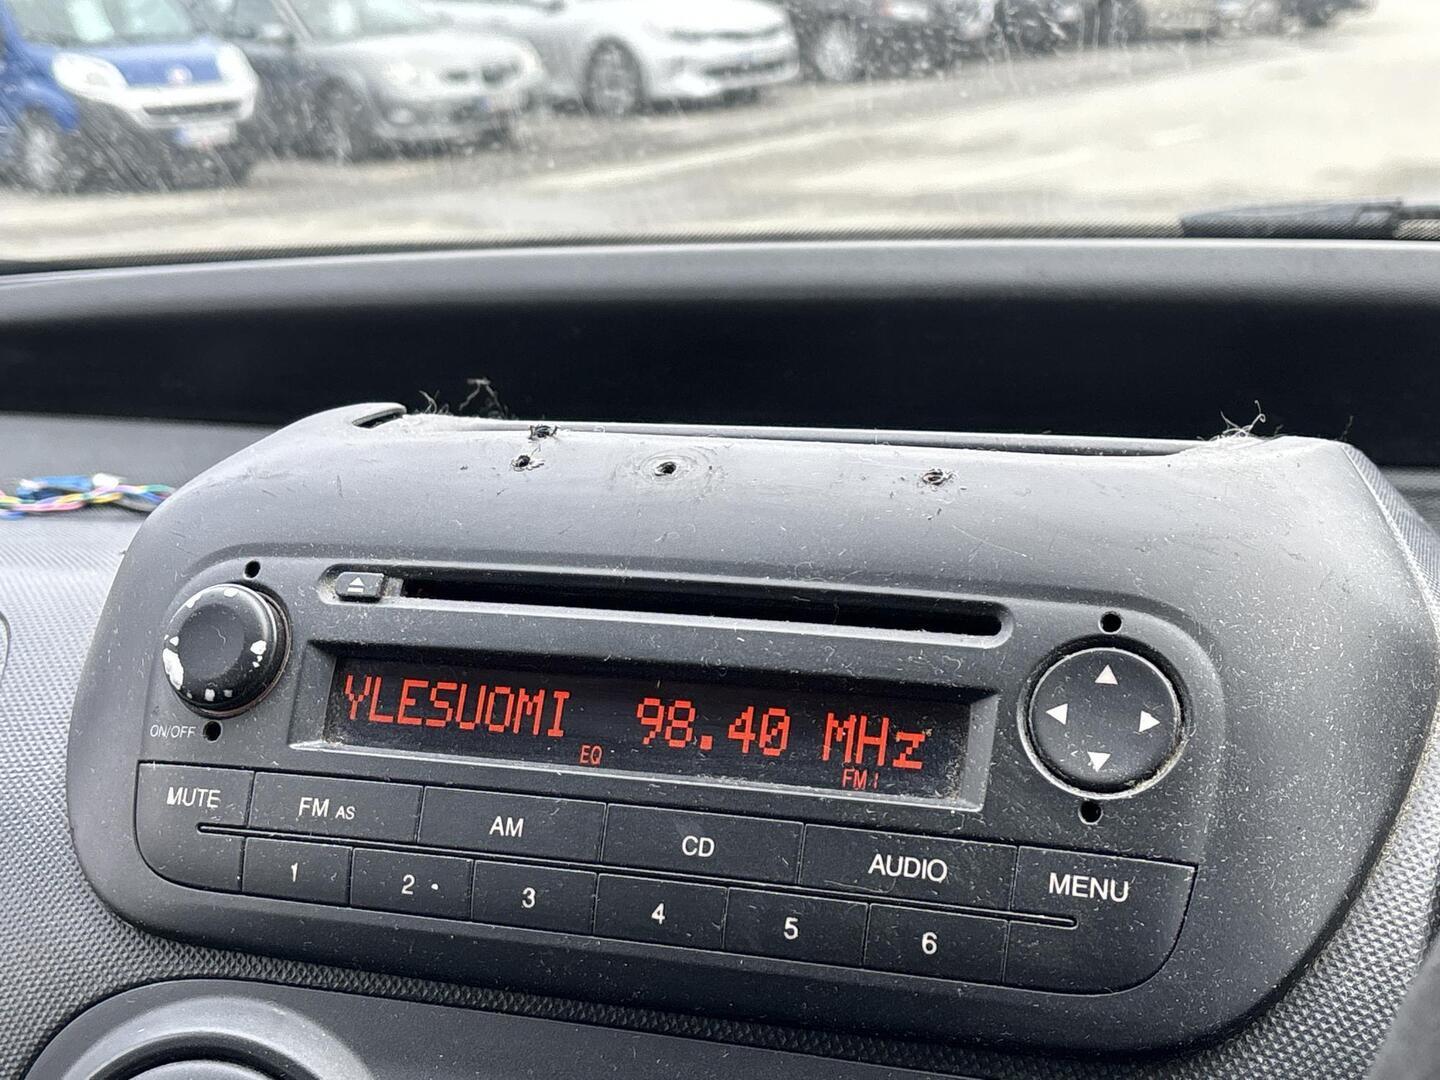 YLESUOMI 98.40 MHz
EQ FM1
ON/OFF
MUTE FM AS AM CD AUDIO MENU
1 2 3 4 5 6